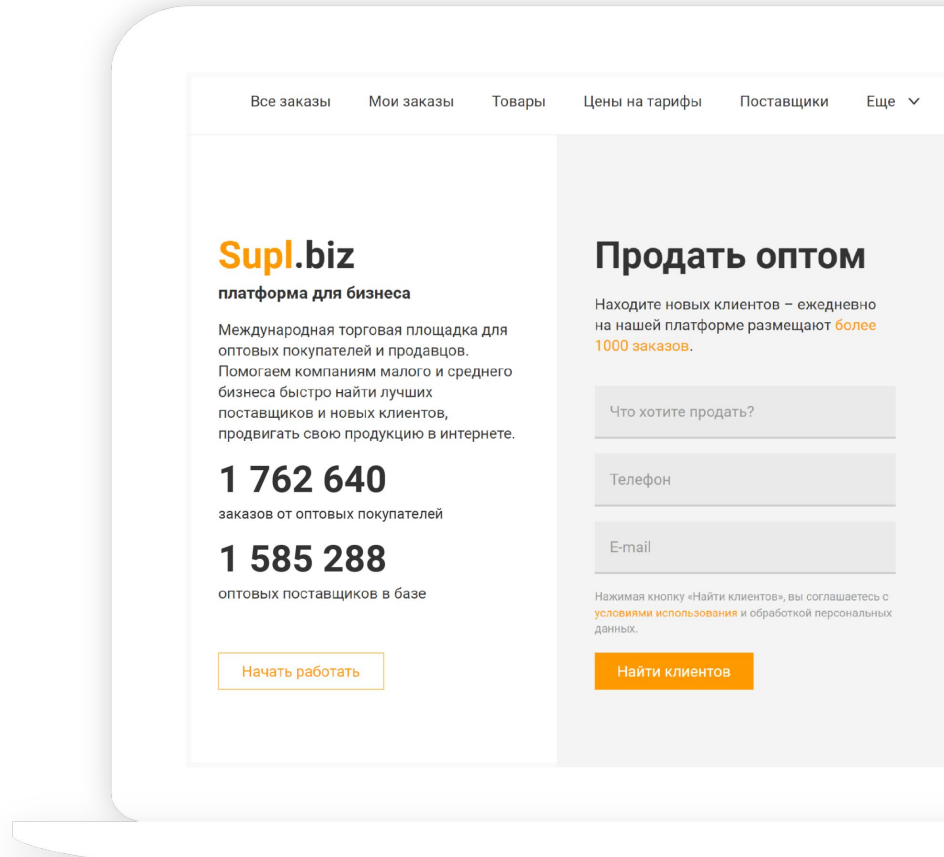 Все заказы Мои заказы Товары Цены на тарифы Поставщики Еще
Supl.biz
платформа для бизнеса
Международная торговая площадка для
оптовых покупателей и продавцов.
Помогаем компаниям малого и среднего
бизнеса быстро найти лучших
поставщиков и новых клиентов,
продвигать свою продукцию в интернете.
1 762 640
заказов от оптовых покупателей
1 585 288
оптовых поставщиков в базе
Начать работать
Продать оптом
Находите новых клиентов – ежедневно
на нашей платформе размещают более
1000 заказов.
Что хотите продать?
Телефон
E-mail
Нажимая кнопку «Найти клиентов», вы соглашаетесь с
условиями использования и обработкой персональных
данных.
Найти клиентов